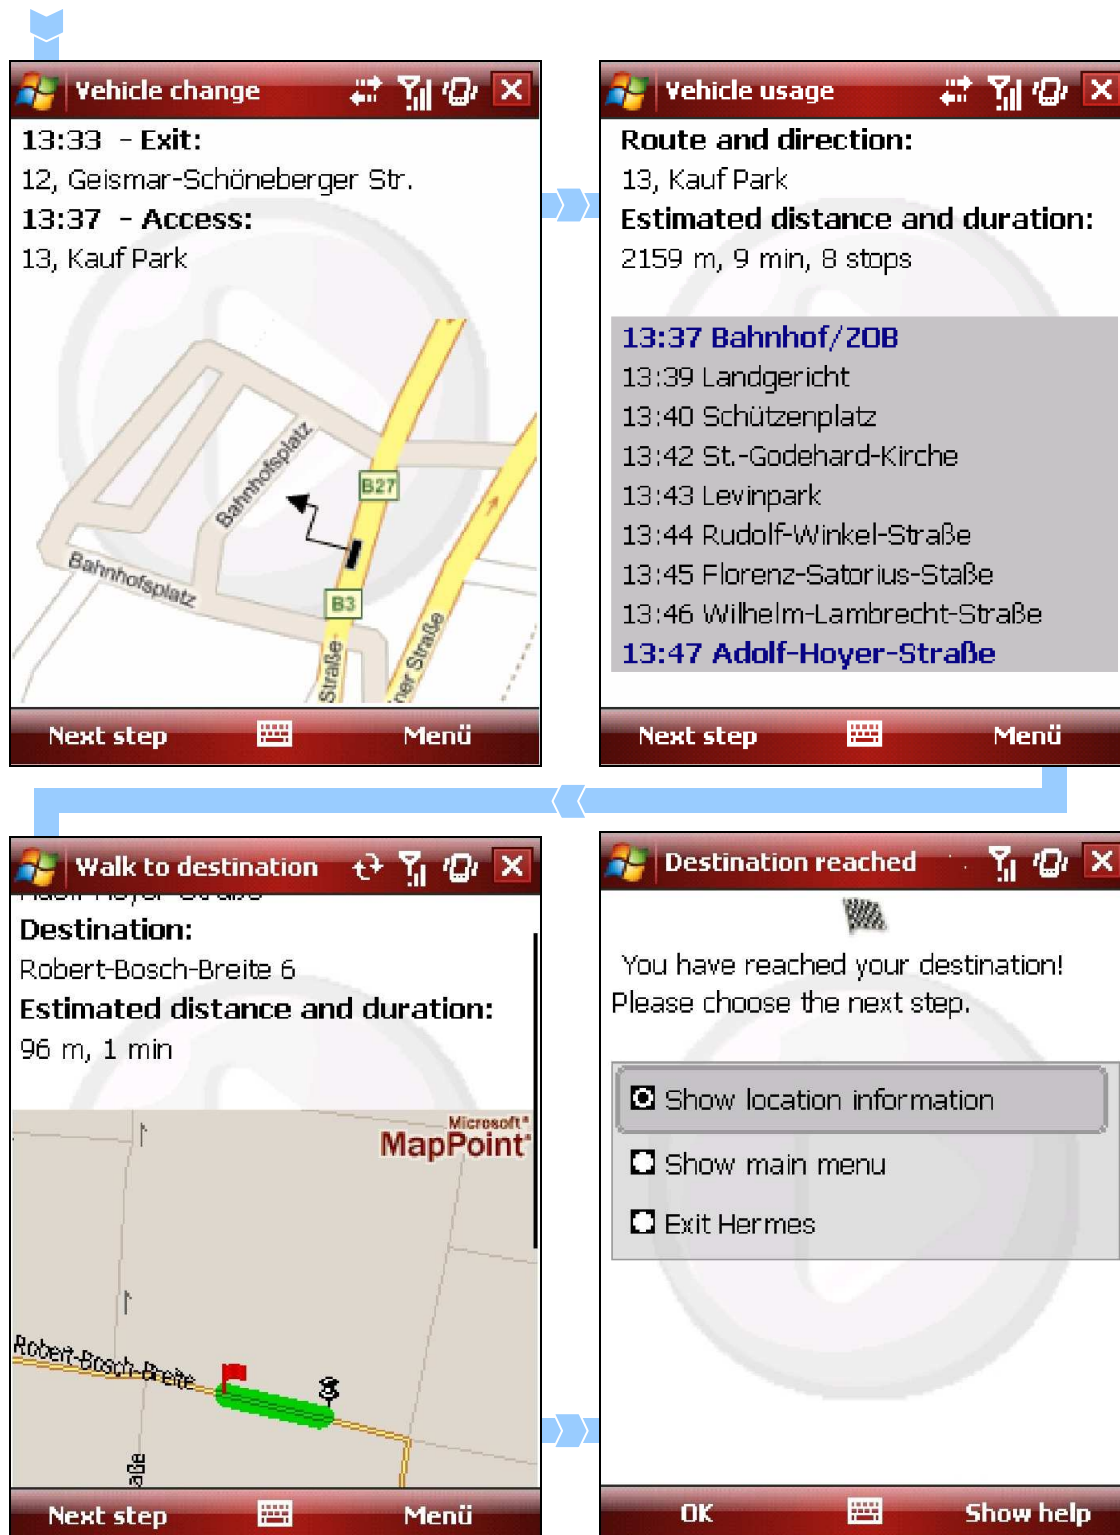 Vehicle change
13:33 - Exit:
12, Geismar-Schöneberger Str.
13:37 - Access:
13, Kauf Park
Bahnhofsplatz
B27
Bahnhofsplatz
B3
Straße
ner Straße
Next step
Menü
Vehicle usage
Route and direction:
13, Kauf Park
Estimated distance and duration:
2159 m, 9 min, 8 stops
13:37 Bahnhof/ZOB
13:39 Landgericht
13:40 Schützenplatz
13:42 St.-Godehard-Kirche
13:43 Levinpark
13:44 Rudolf-Winkel-Straße
13:45 Florenz-Satorius-Staße
13:46 Wilhelm-Lambrecht-Straße
13:47 Adolf-Hoyer-Straße
Next step
Menü
Walk to destination
Adolf-Hoyer-Straße
Destination:
Robert-Bosch-Breite 6
Estimated distance and duration:
96 m, 1 min
Microsoft®
MapPoint®
Robert-Bosch-Breite
aße
Next step
Menü
Destination reached
You have reached your destination!
Please choose the next step.
Show location information
Show main menu
Exit Hermes
OK
Show help